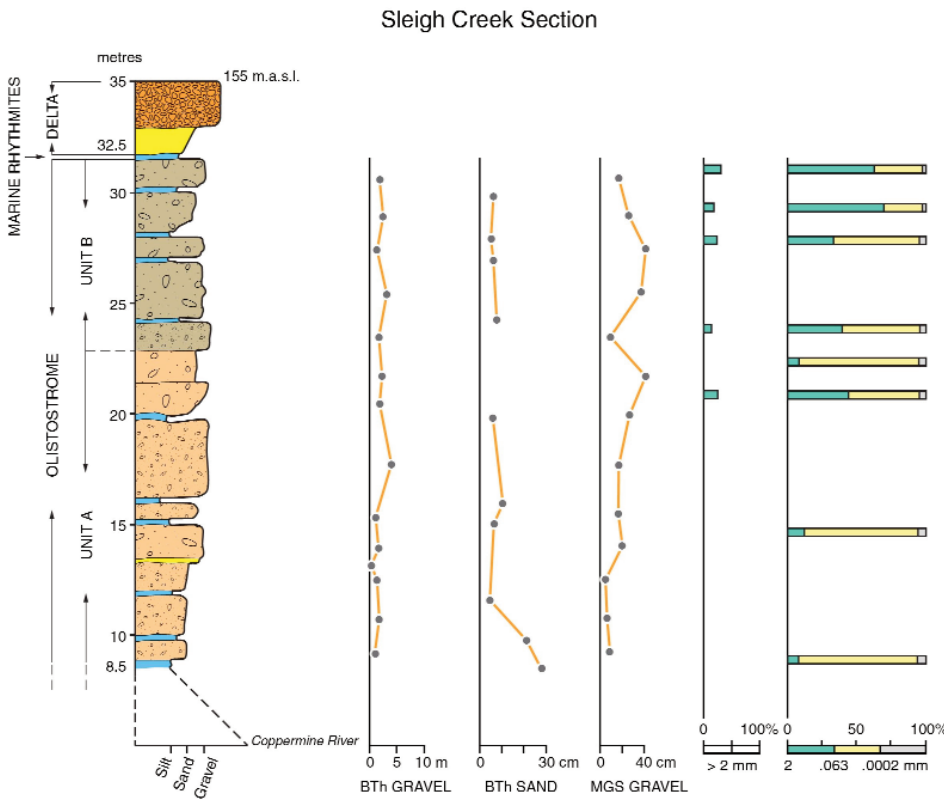 Sleigh Creek Section
metres
35
155 m.a.s.l.
MARINE RHYTHMITES
DELTA
32.5
30
UNIT B
25
OLISTOSTROME
20
15
UNIT A
10
8.5
Coppermine River
Silt
Sand
Gravel
0 5 10 m
BTh GRAVEL
0 30 cm
BTh SAND
0 40 cm
MGS GRAVEL
0 100%
> 2 mm
0 50 100%
2 .063 .0002 mm